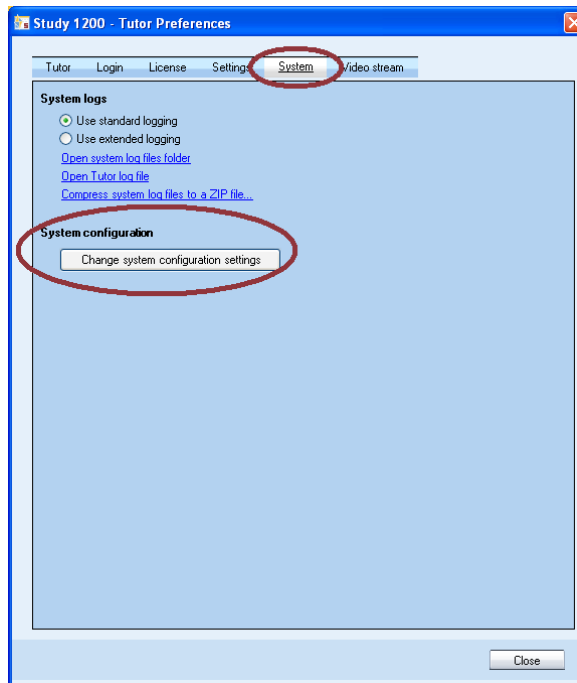 Study 1200 - Tutor Preferences
Tutor Login License Settings System Video stream
System logs
Use standard logging
Use extended logging
Open system log files folder
Open Tutor log file
Compress system log files to a ZIP file...
System configuration
Change system configuration settings
Close